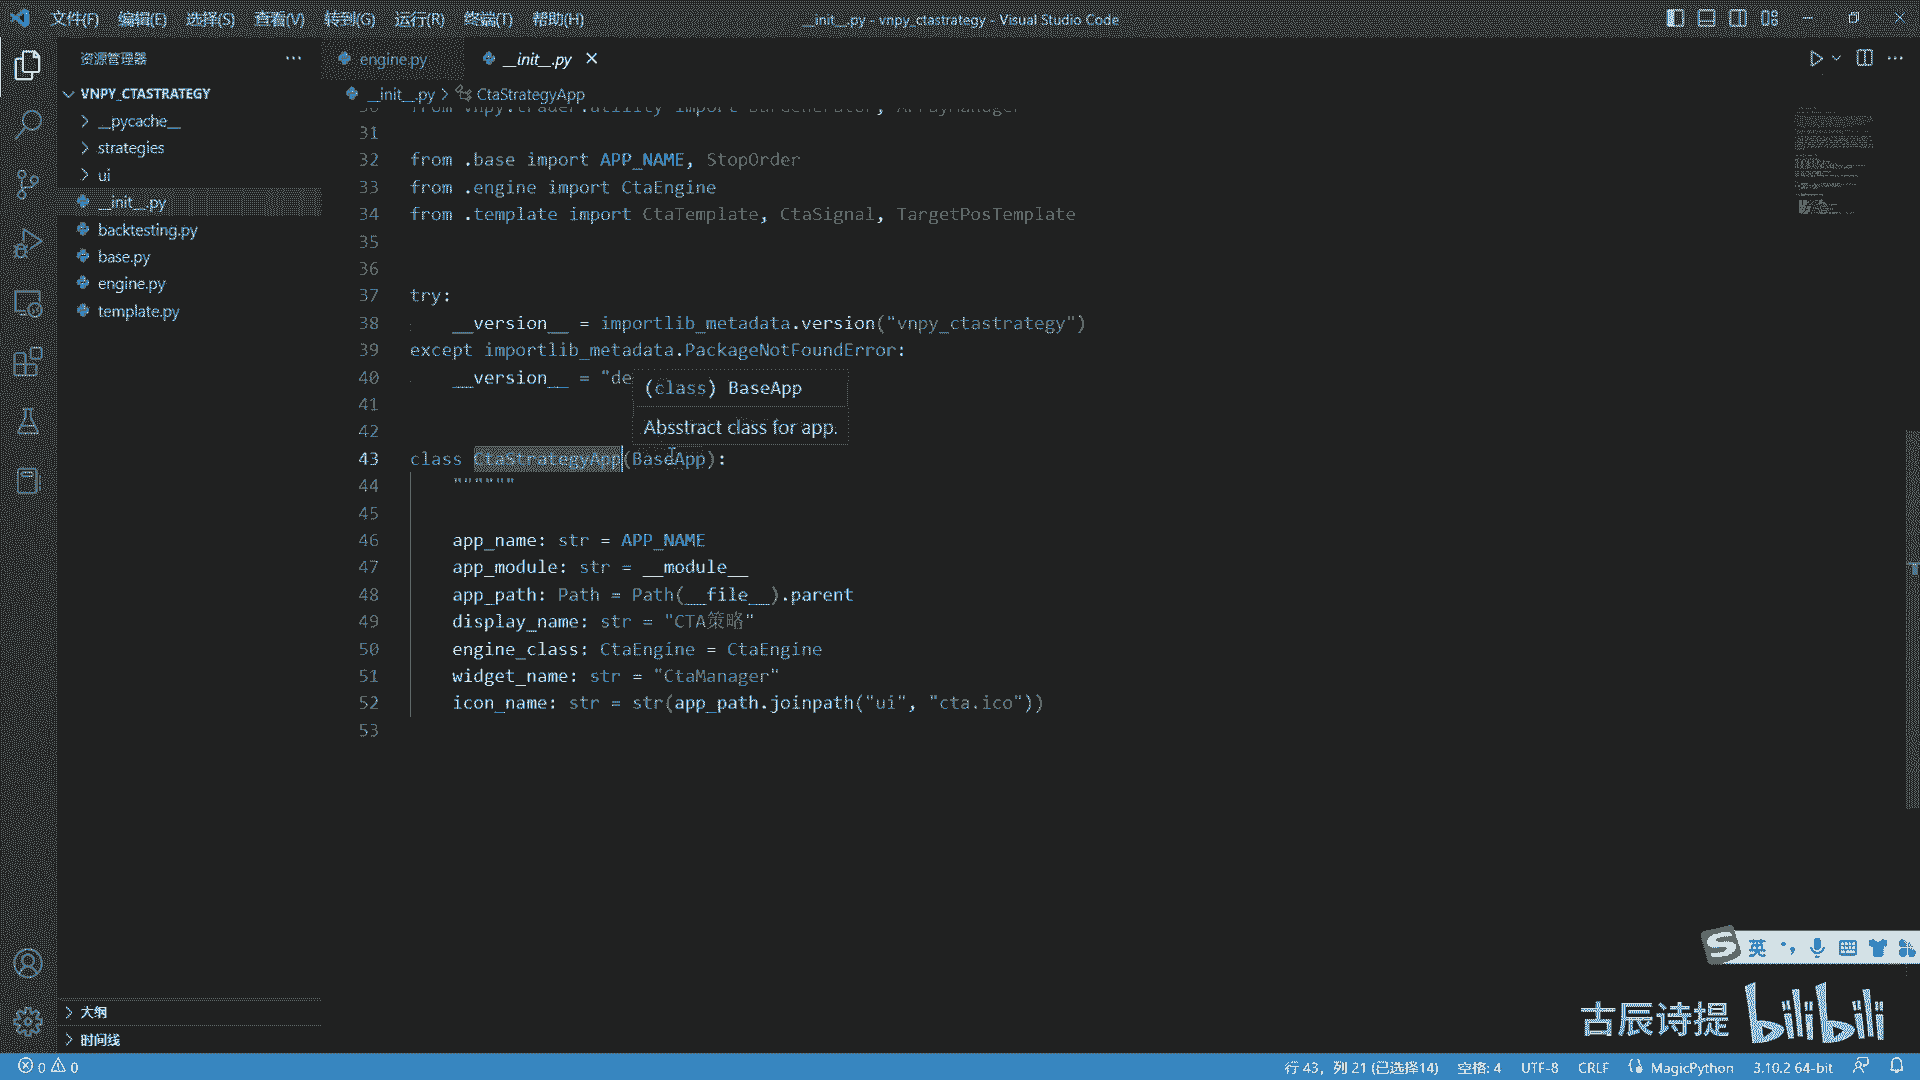 文件(F) 编辑(E) 选择(S) 查看(V) 转到(G) 运行(R) 终端(T) 帮助(H)
__init__.py - vnpy_ctastrategy - Visual Studio Code
资源管理器
engine.py
__init__.py
VNPY_CTASTRATEGY
__pycache__
strategies
ui
__init__.py
backtesting.py
base.py
engine.py
template.py
大纲
时间线
__init__.py > CtaStrategyApp
31
32 from .base import APP_NAME, StopOrder
33 from .engine import CtaEngine
34 from .template import CtaTemplate, CtaSignal, TargetPosTemplate
35
36
37 try:
38 __version__ = importlib_metadata.version("vnpy_ctastrategy")
39 except importlib_metadata.PackageNotFoundError:
40 __version__ = "de
(class) BaseApp
Absstract class for app.
41
42
43 class CtaStrategyApp(BaseApp):
44 """"""
45
46 app_name: str = APP_NAME
47 app_module: str = __module__
48 app_path: Path = Path(__file__).parent
49 display_name: str = "CTA策略"
50 engine_class: CtaEngine = CtaEngine
51 widget_name: str = "CtaManager"
52 icon_name: str = str(app_path.joinpath("ui", "cta.ico"))
53
英
古辰诗提 bilibili
0 0
行 43，列 21 (已选择14) 空格: 4 UTF-8 CRLF MagicPython 3.10.2 64-bit